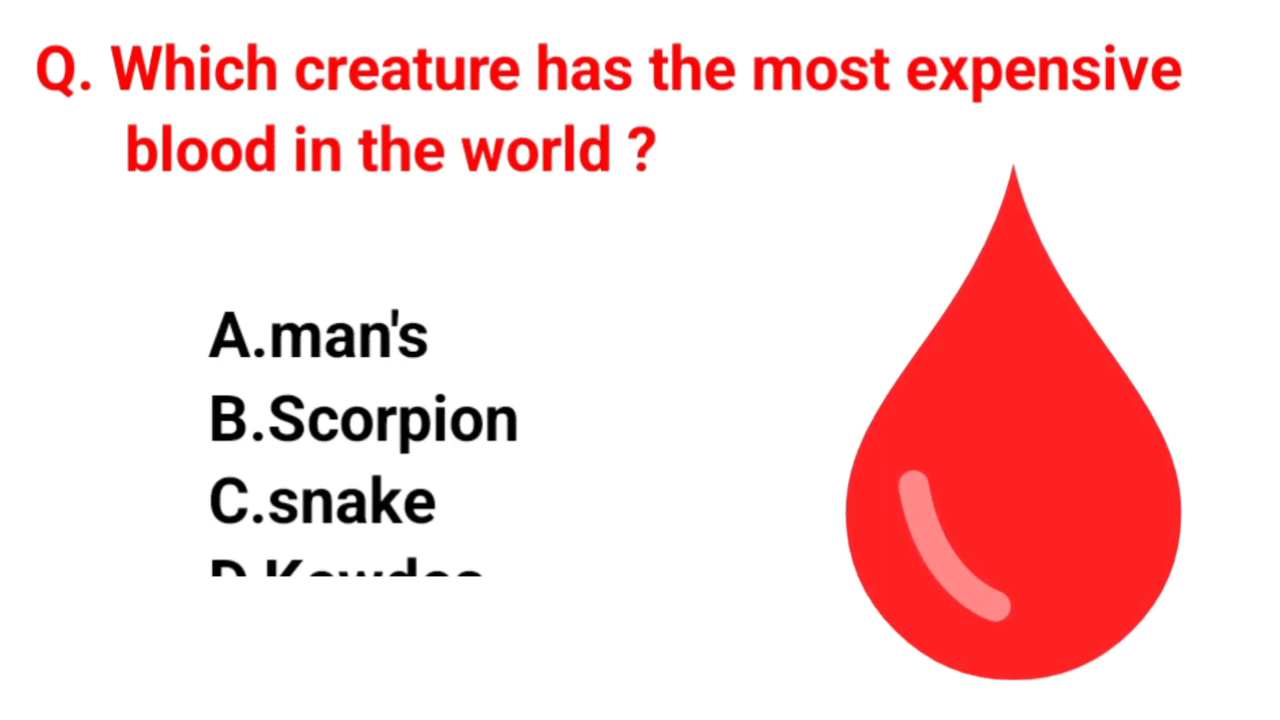 Q. Which creature has the most expensive
blood in the world ?
A.man's
B.Scorpion
C.snake